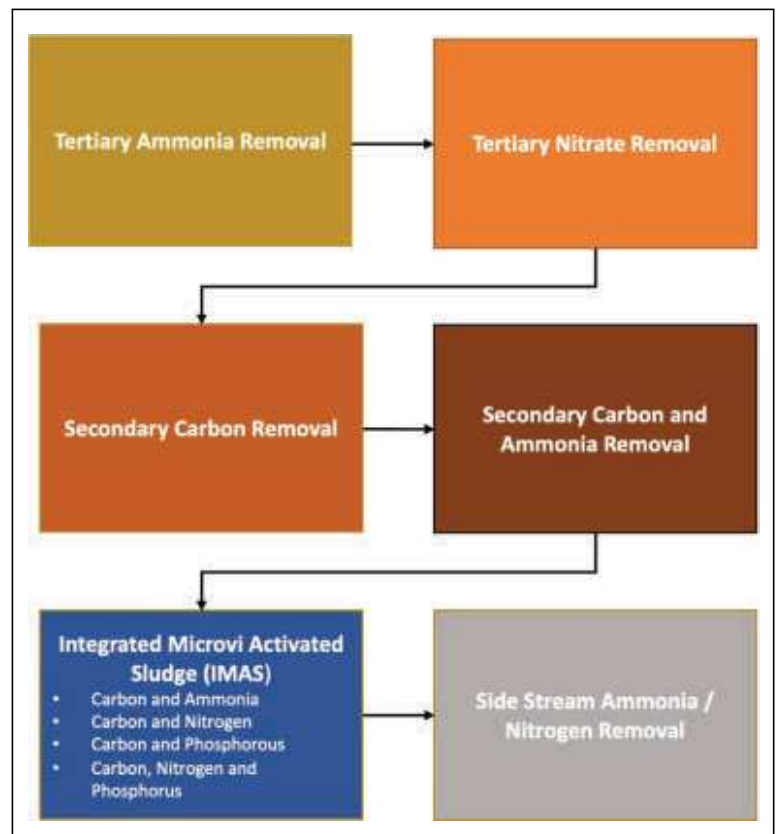 Tertiary Ammonia Removal
Tertiary Nitrate Removal
Secondary Carbon Removal
Secondary Carbon and
Ammonia Removal
Integrated Microvi Activated
Sludge (IMAS)
• Carbon and Ammonia
• Carbon and Nitrogen
• Carbon and Phosphorous
• Carbon, Nitrogen and
Phosphorus
Side Stream Ammonia /
Nitrogen Removal